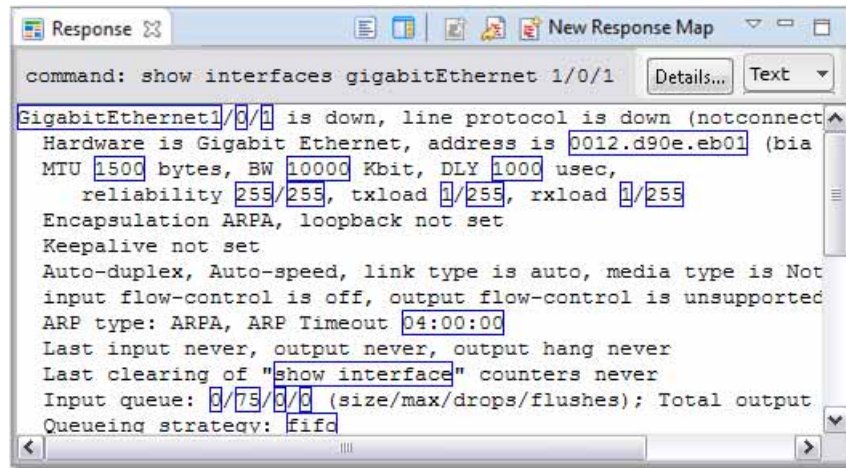 Response
New Response Map
command: show interfaces gigabitEthernet 1/0/1
Details...
Text
GigabitEthernet1/0/1 is down, line protocol is down (notconnect
Hardware is Gigabit Ethernet, address is 0012.d90e.eb01 (bia
MTU 1500 bytes, BW 10000 Kbit, DLY 1000 usec,
reliability 255/255, txload 1/255, rxload 1/255
Encapsulation ARPA, loopback not set
Keepalive not set
Auto-duplex, Auto-speed, link type is auto, media type is Not
input flow-control is off, output flow-control is unsupported
ARP type: ARPA, ARP Timeout 04:00:00
Last input never, output never, output hang never
Last clearing of "show interface" counters never
Input queue: 0/75/0/0 (size/max/drops/flushes); Total output
Queueing strategy: fifo